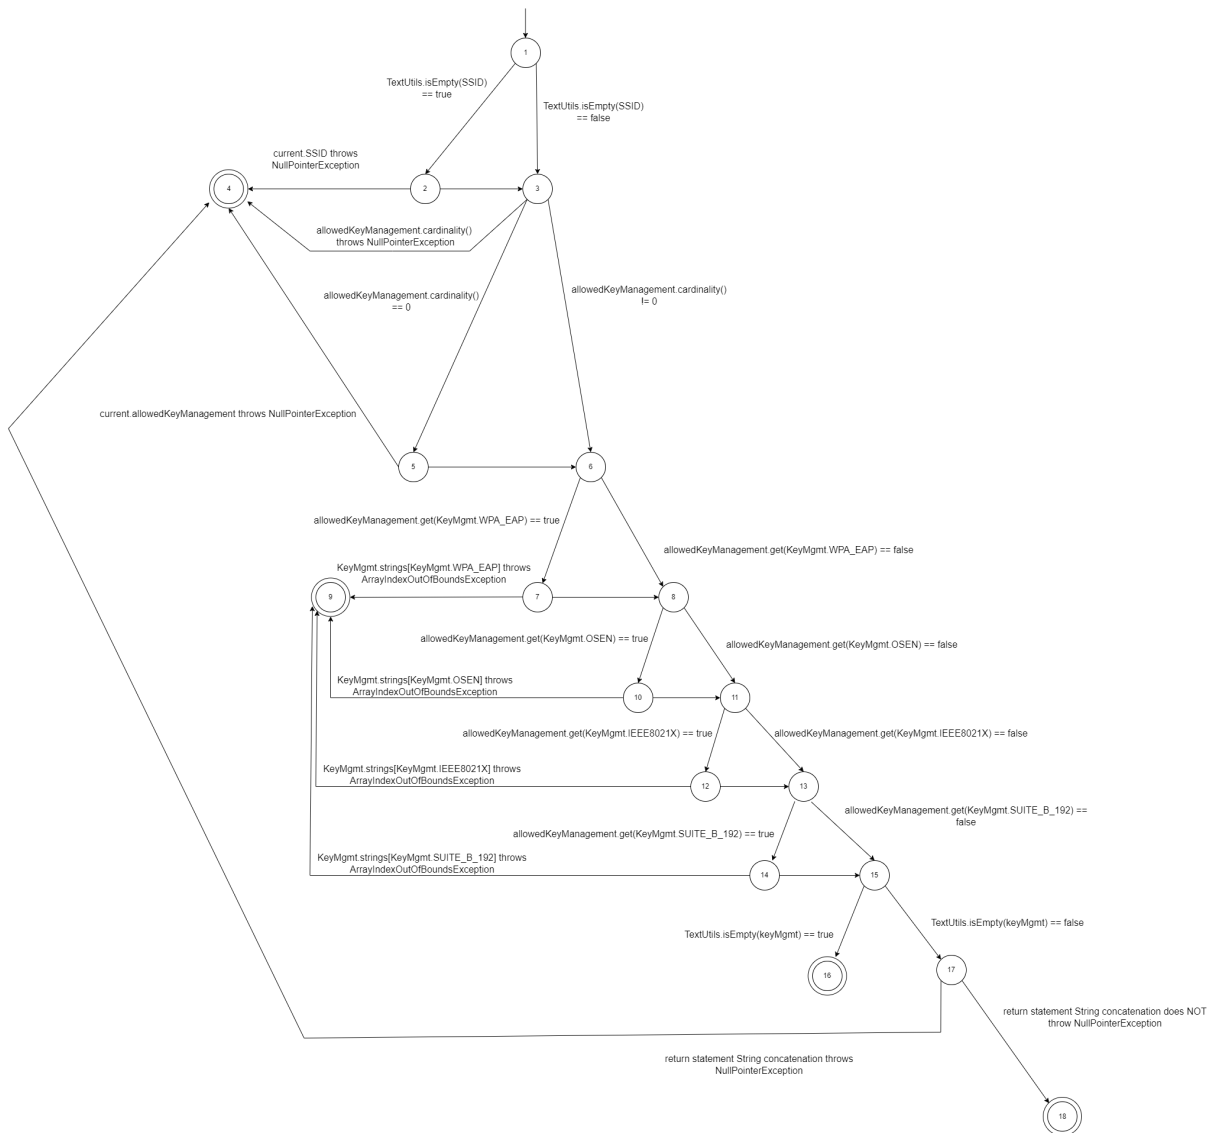 1
TextUtils.isEmpty(SSID)
== true
TextUtils.isEmpty(SSID)
== false
current.SSID throws
NullPointerException
4
2
3
allowedKeyManagement.cardinality()
throws NullPointerException
allowedKeyManagement.cardinality()
== 0
allowedKeyManagement.cardinality()
!= 0
current.allowedKeyManagement throws NullPointerException
5
6
allowedKeyManagement.get(KeyMgmt.WPA_EAP) == true
allowedKeyManagement.get(KeyMgmt.WPA_EAP) == false
KeyMgmt.strings[KeyMgmt.WPA_EAP] throws
ArrayIndexOutOfBoundsException
9
7
8
allowedKeyManagement.get(KeyMgmt.OSEN) == true
allowedKeyManagement.get(KeyMgmt.OSEN) == false
KeyMgmt.strings[KeyMgmt.OSEN] throws
ArrayIndexOutOfBoundsException
10
11
allowedKeyManagement.get(KeyMgmt.IEEE8021X) == true
allowedKeyManagement.get(KeyMgmt.IEEE8021X) == false
KeyMgmt.strings[KeyMgmt.IEEE8021X] throws
ArrayIndexOutOfBoundsException
12
13
allowedKeyManagement.get(KeyMgmt.SUITE_B_192) == true
allowedKeyManagement.get(KeyMgmt.SUITE_B_192) ==
false
KeyMgmt.strings[KeyMgmt.SUITE_B_192] throws
ArrayIndexOutOfBoundsException
14
15
TextUtils.isEmpty(keyMgmt) == true
TextUtils.isEmpty(keyMgmt) == false
16
17
return statement String concatenation does NOT
throw NullPointerException
return statement String concatenation throws
NullPointerException
18